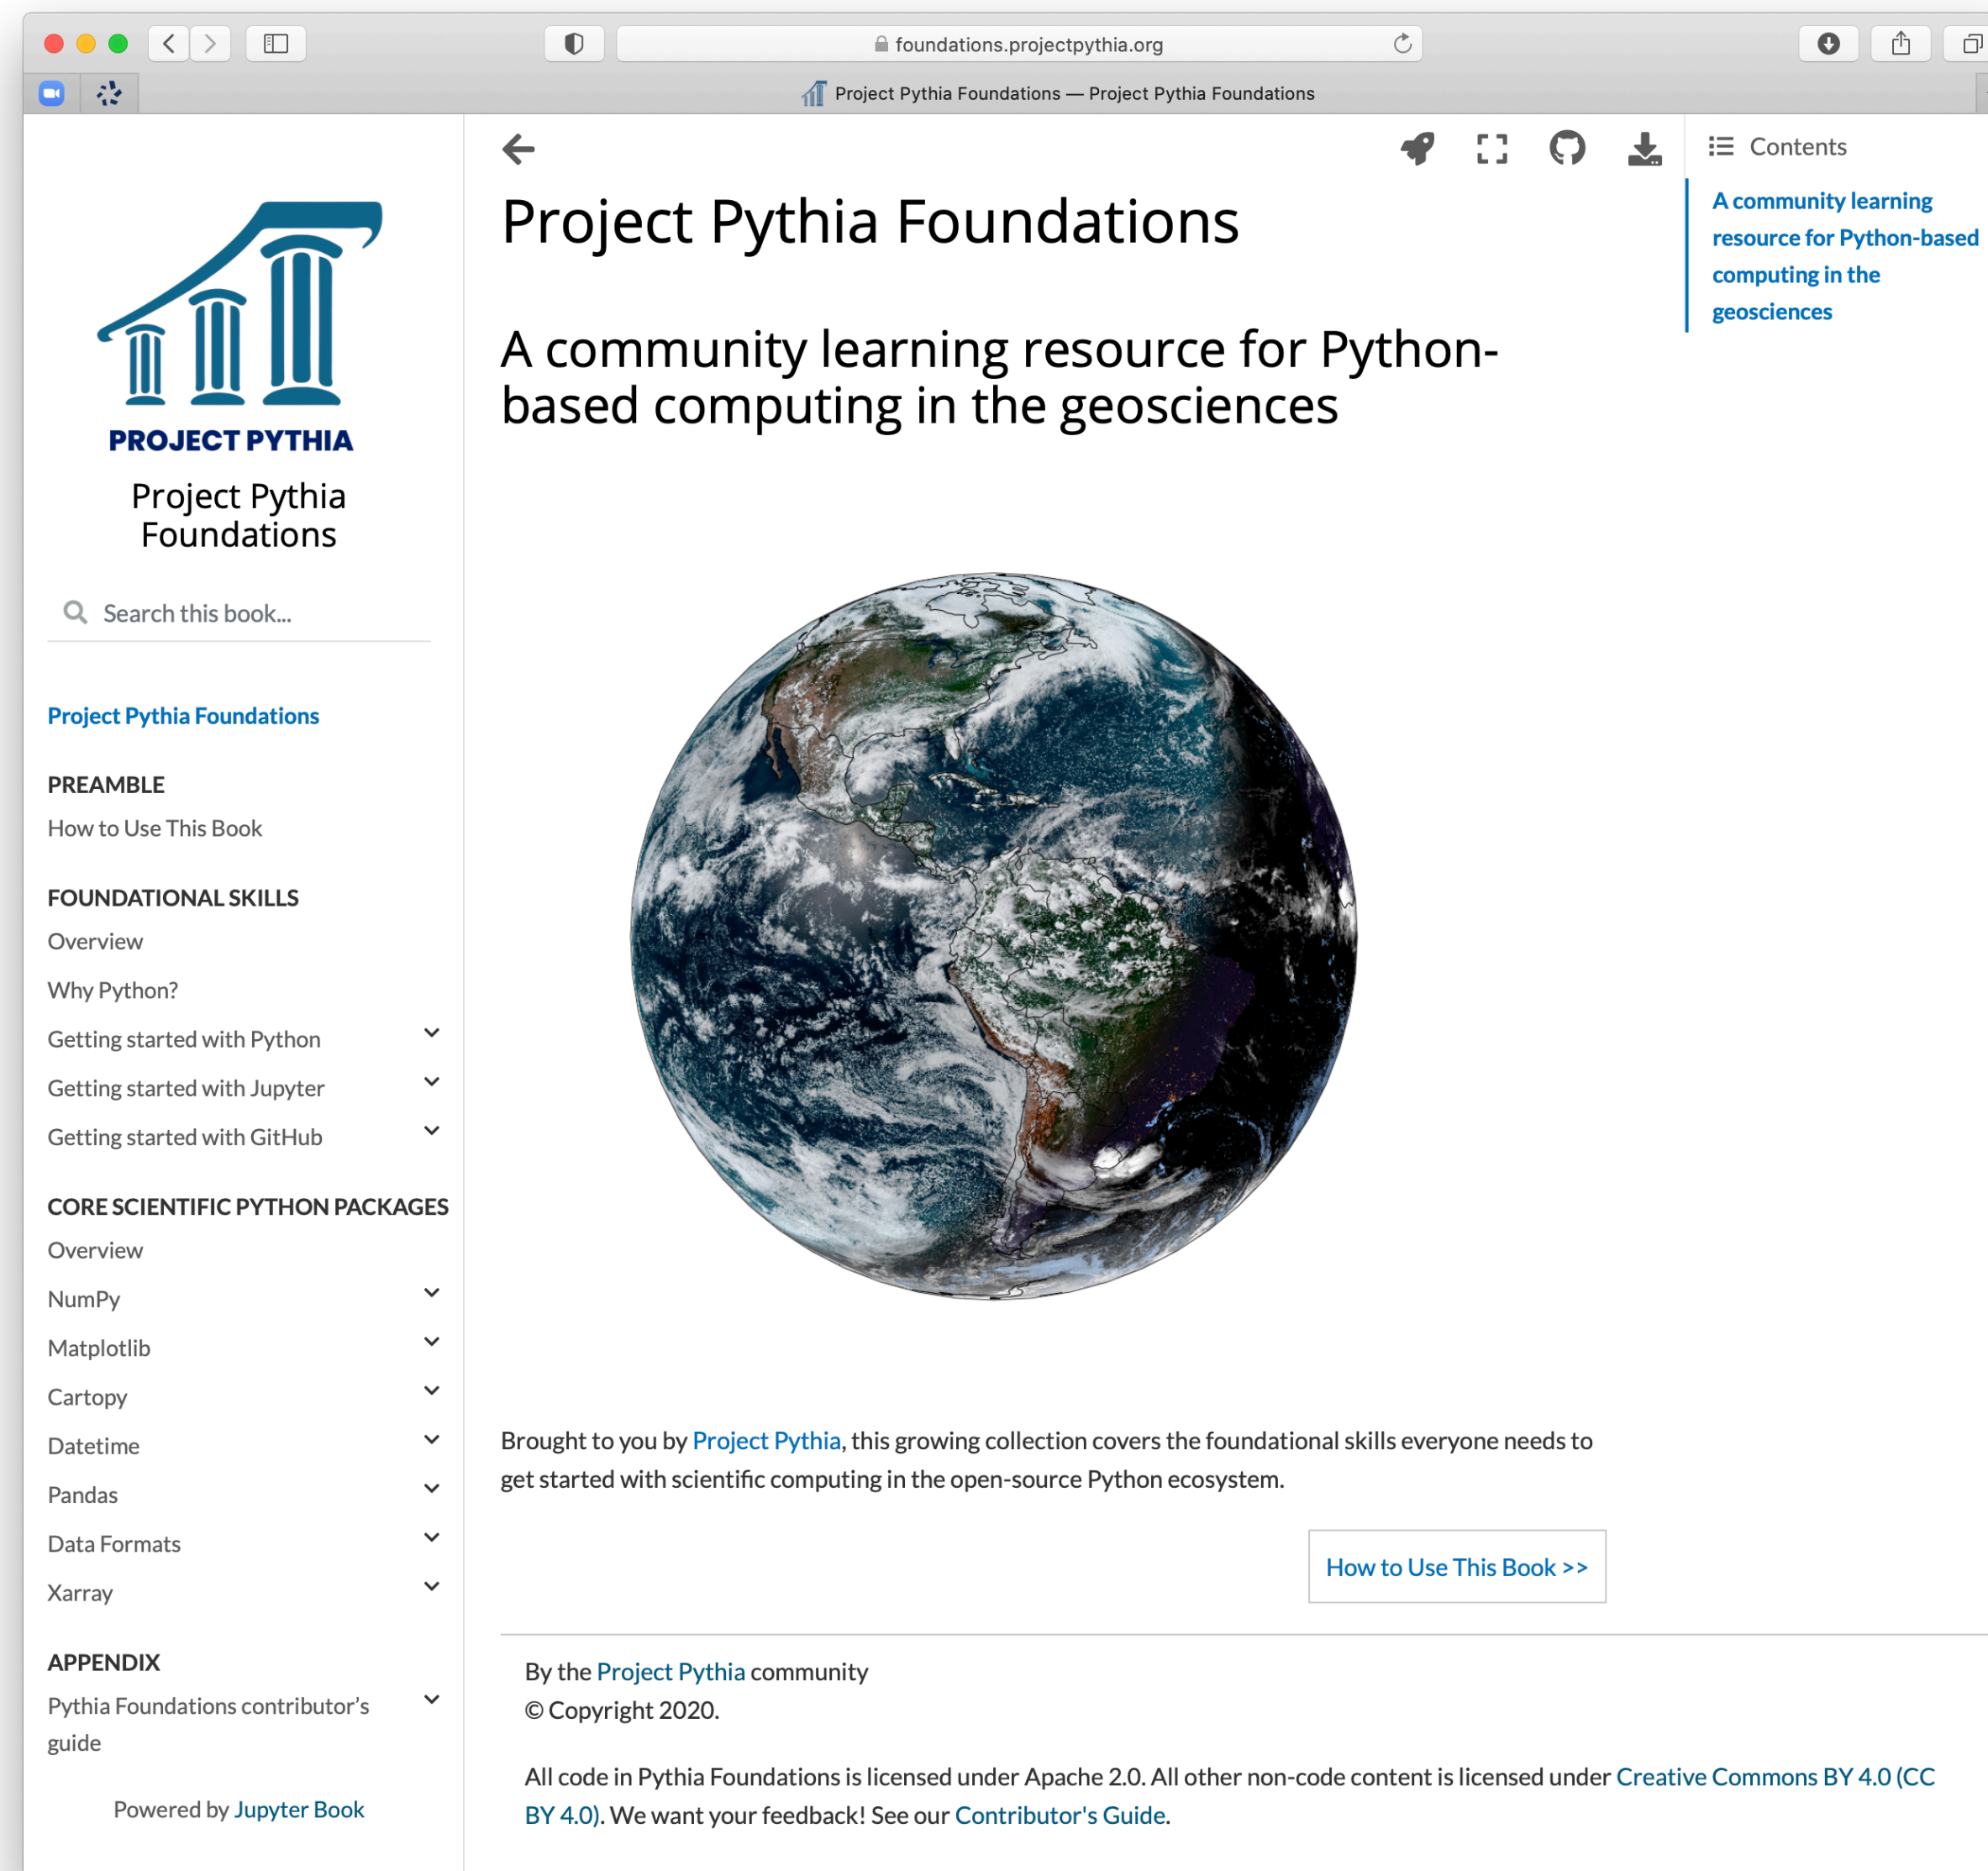 foundations.projectpythia.org
Project Pythia Foundations — Project Pythia Foundations
PROJECT PYTHIA
Project Pythia
Foundations
Search this book...
Project Pythia Foundations
PREAMBLE
How to Use This Book
FOUNDATIONAL SKILLS
Overview
Why Python?
Getting started with Python
Getting started with Jupyter
Getting started with GitHub
CORE SCIENTIFIC PYTHON PACKAGES
Overview
NumPy
Matplotlib
Cartopy
Datetime
Pandas
Data Formats
Xarray
APPENDIX
Pythia Foundations contributor’s
guide
Powered by Jupyter Book
Project Pythia Foundations
A community learning resource for Python-
based computing in the geosciences
Brought to you by Project Pythia, this growing collection covers the foundational skills everyone needs to
get started with scientific computing in the open-source Python ecosystem.
How to Use This Book >>
By the Project Pythia community
© Copyright 2020.
All code in Pythia Foundations is licensed under Apache 2.0. All other non-code content is licensed under Creative Commons BY 4.0 (CC
BY 4.0). We want your feedback! See our Contributor's Guide.
Contents
A community learning
resource for Python-based
computing in the
geosciences